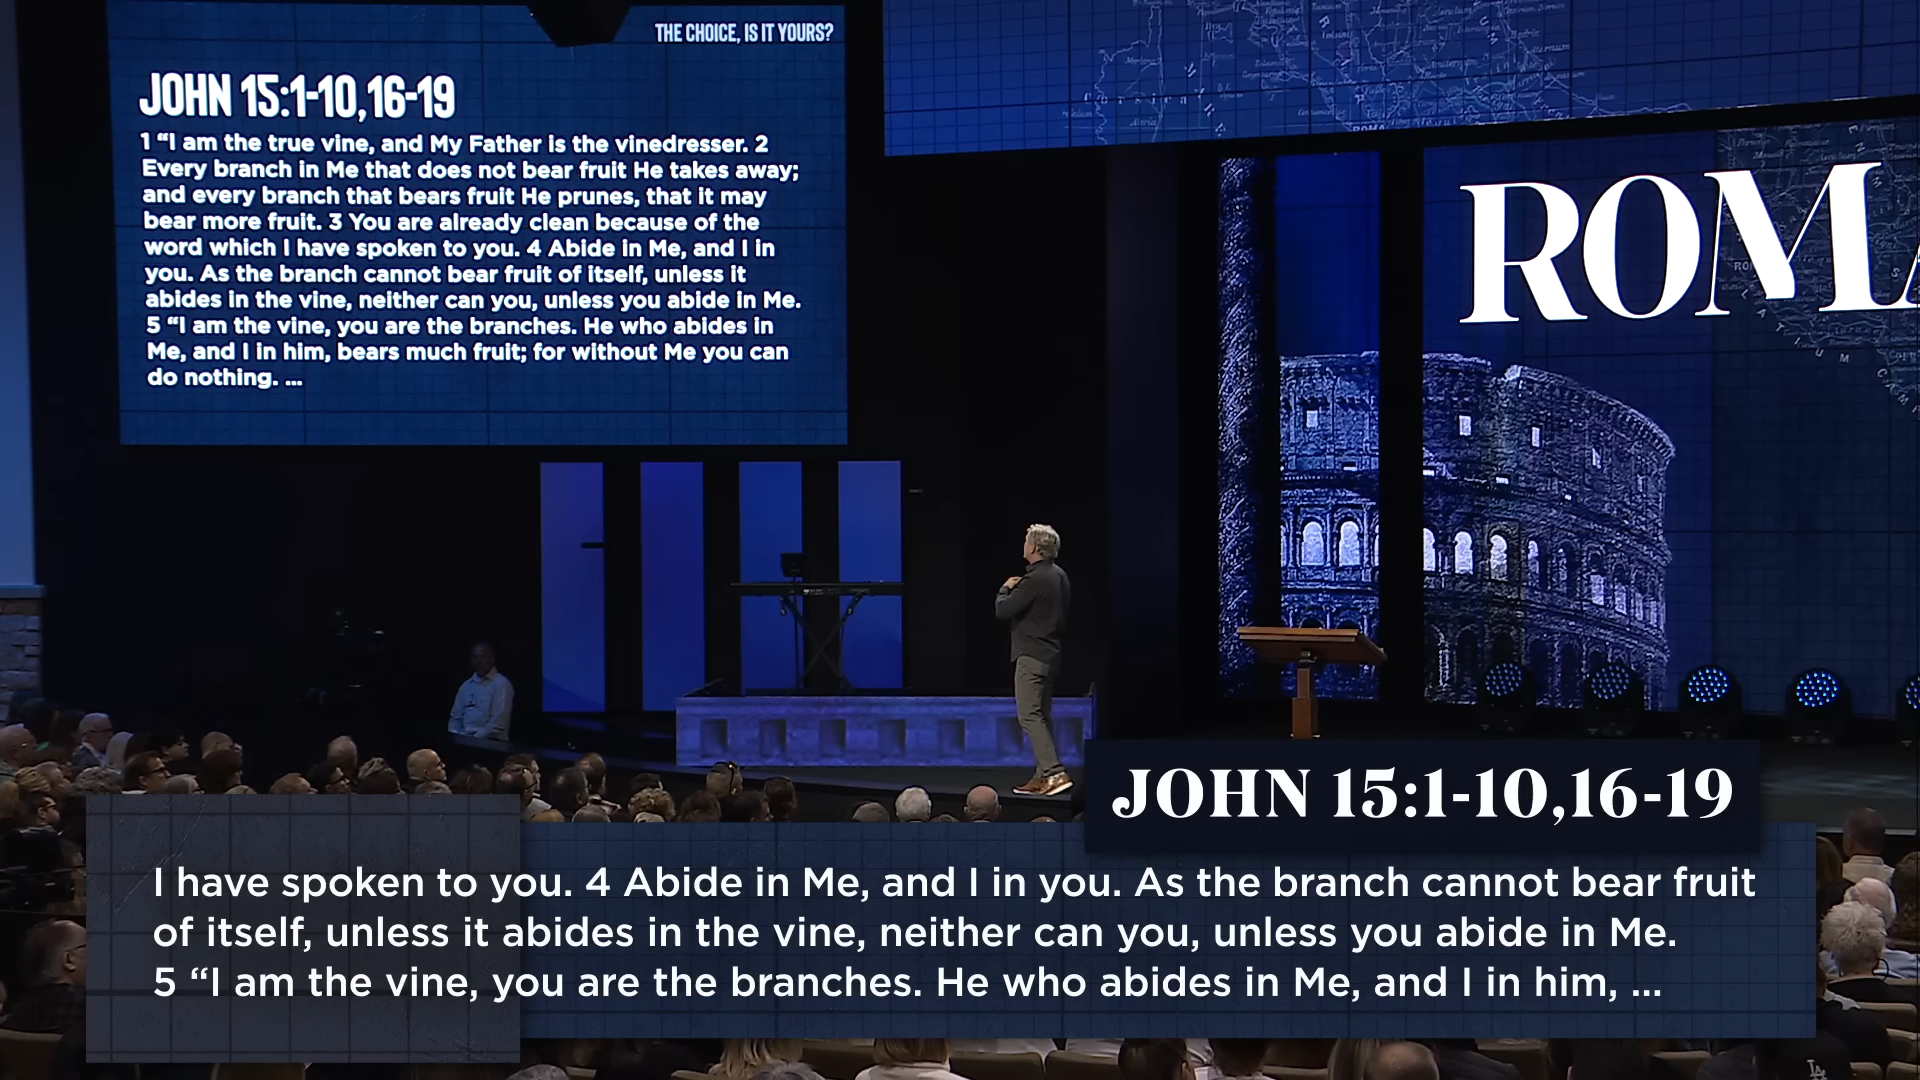 THE CHOICE, IS IT YOURS?
JOHN 15:1-10,16-19
1 “I am the true vine, and My Father is the vinedresser. 2
Every branch in Me that does not bear fruit He takes away;
and every branch that bears fruit He prunes, that it may
bear more fruit. 3 You are already clean because of the
word which I have spoken to you. 4 Abide in Me, and I in
you. As the branch cannot bear fruit of itself, unless it
abides in the vine, neither can you, unless you abide in Me.
5 “I am the vine, you are the branches. He who abides in
Me, and I in him, bears much fruit; for without Me you can
do nothing. ...
Corsica
ROMA
LATIUM
JOHN 15:1-10,16-19
I have spoken to you. 4 Abide in Me, and I in you. As the branch cannot bear fruit
of itself, unless it abides in the vine, neither can you, unless you abide in Me.
5 “I am the vine, you are the branches. He who abides in Me, and I in him, ...
LA